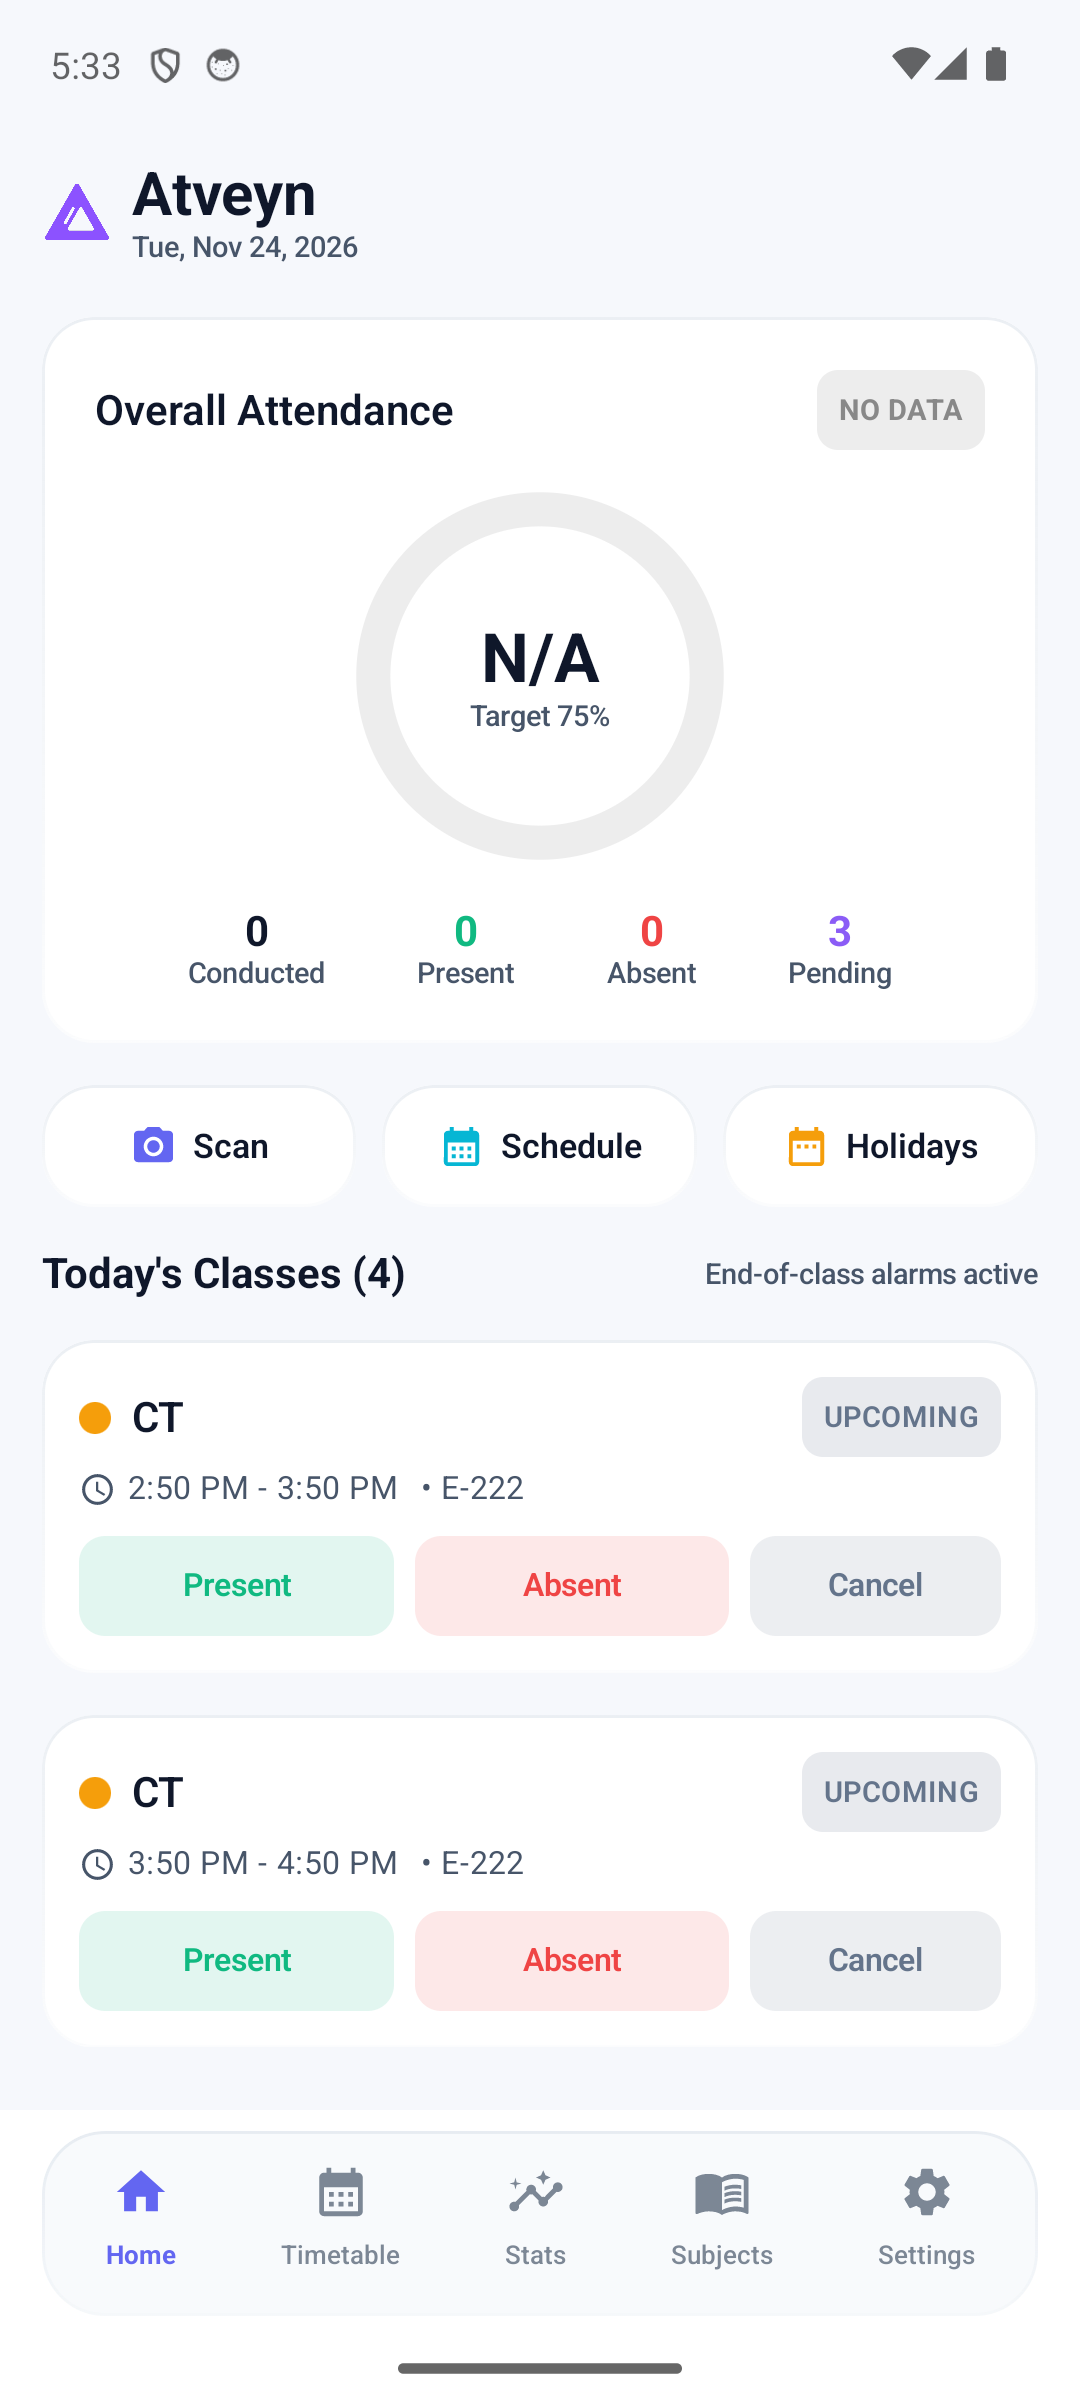 5:33
Atveyn
Tue, Nov 24, 2026
Overall Attendance
NO DATA
N/A
Target 75%
0 0 0 3
Conducted Present Absent Pending
Scan
Schedule
Holidays
Today's Classes (4)
End-of-class alarms active
CT
UPCOMING
2:50 PM - 3:50 PM • E-222
Present
Absent
Cancel
CT
UPCOMING
3:50 PM - 4:50 PM • E-222
Present
Absent
Cancel
Home
Timetable
Stats
Subjects
Settings